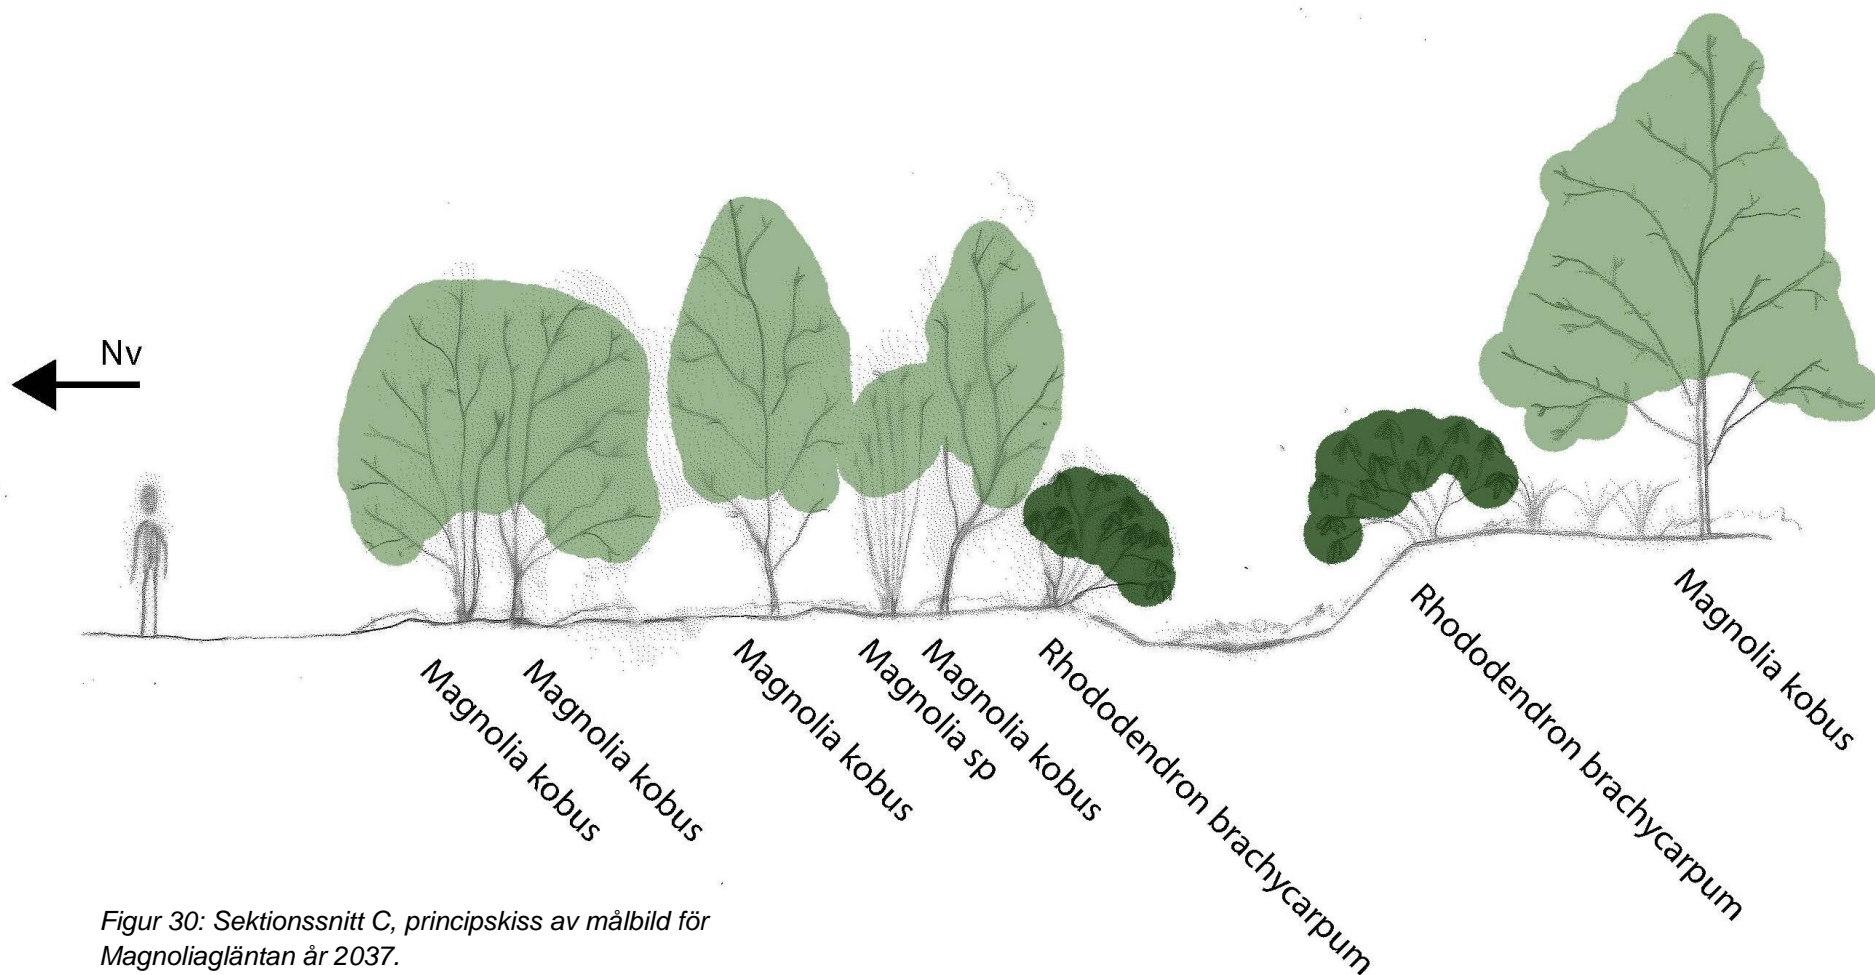 Nv
Magnolia kobus
Magnolia kobus
Magnolia kobus
Magnolia sp
Magnolia kobus
Rhododendron brachycarpum
Rhododendron brachycarpum
Magnolia kobus
Figur 30: Sektionssnitt C, principskiss av målbild för
Magnoliagläntan år 2037.